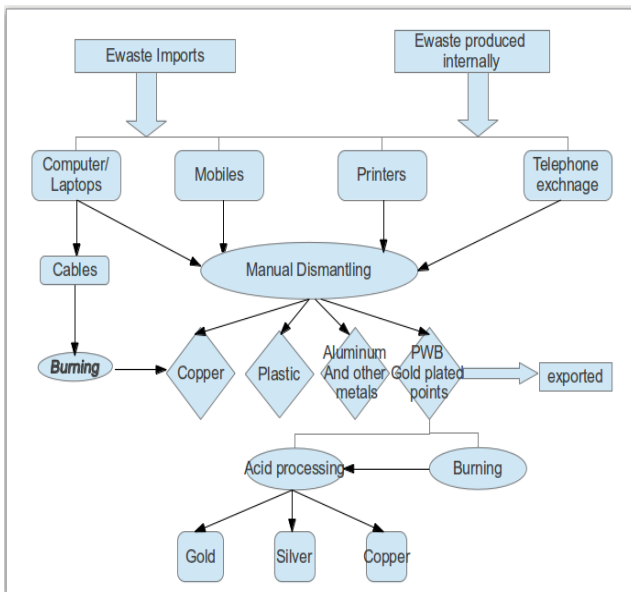 Ewaste Imports
Ewaste produced
internally
Computer/
Laptops
Mobiles
Printers
Telephone
exchnage
Cables
Manual Dismantling
Burning
Copper
Plastic
Aluminum
And other
metals
PWB
Gold plated
points
exported
Acid processing
Burning
Gold
Silver
Copper